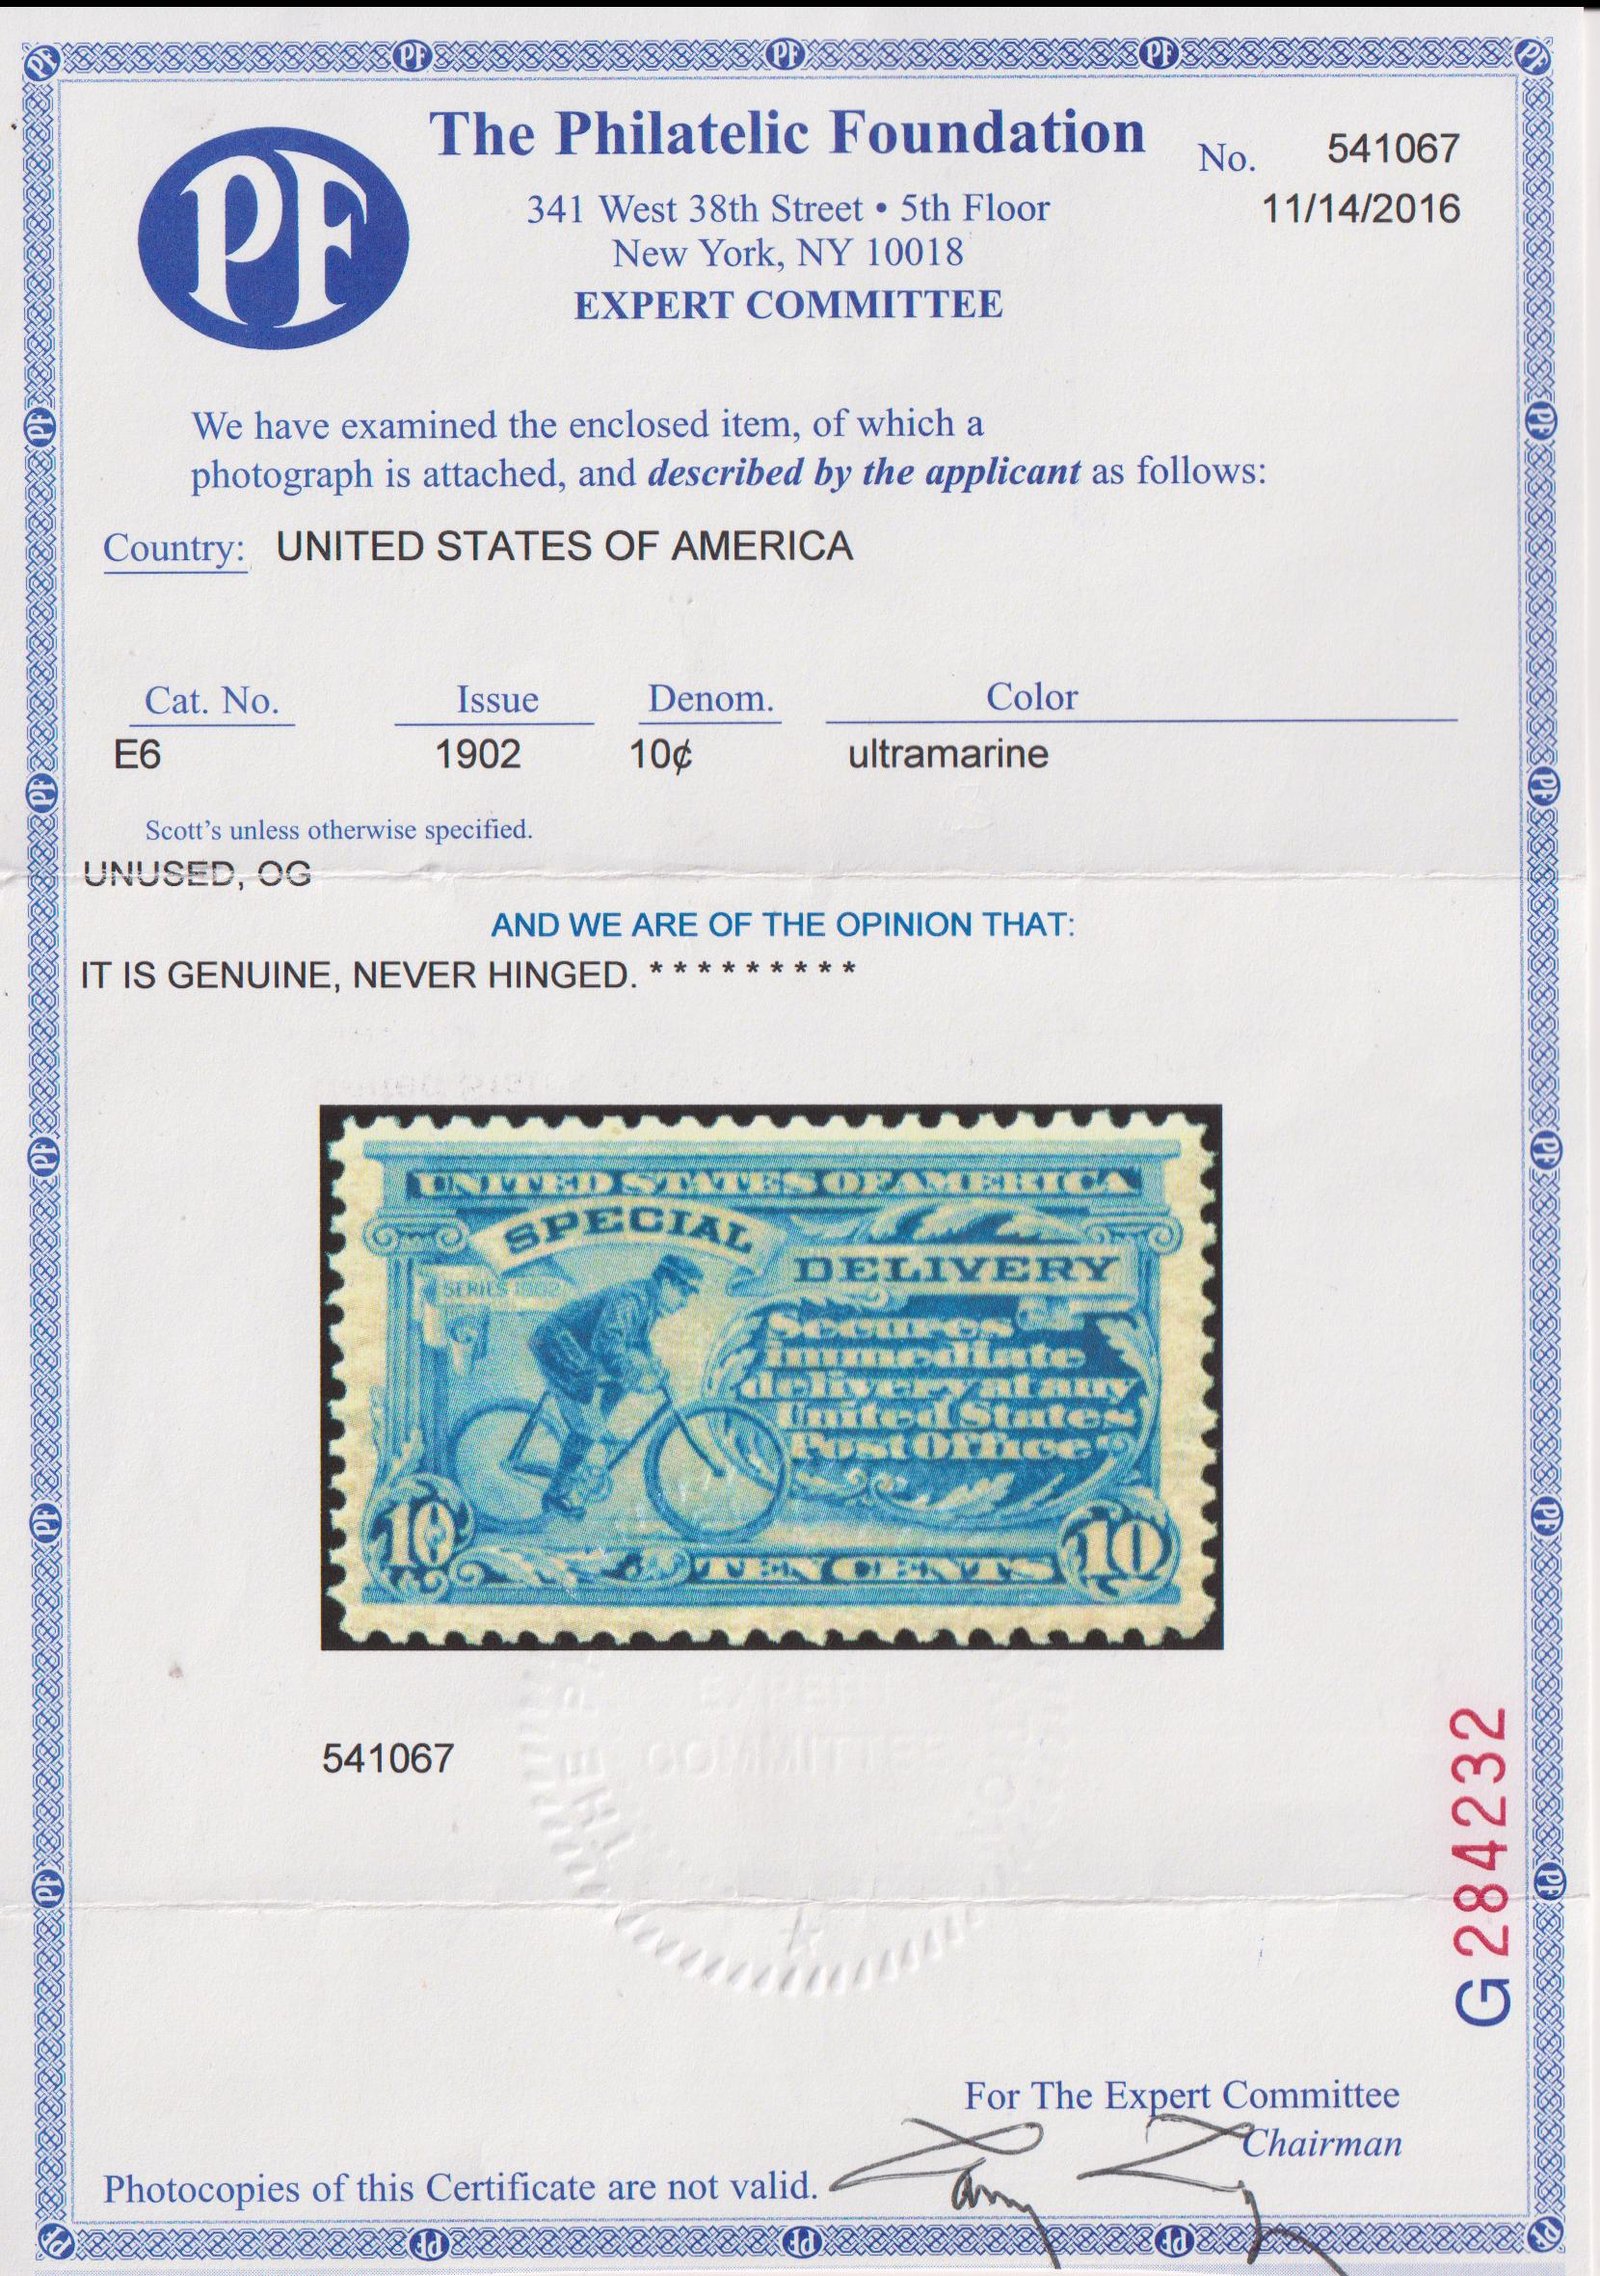 PF
The Philatelic Foundation
No. 541067
341 West 38th Street • 5th Floor
11/14/2016
New York, NY 10018
EXPERT COMMITTEE
We have examined the enclosed item, of which a
photograph is attached, and described by the applicant as follows:
Country: UNITED STATES OF AMERICA
Cat. No. Issue Denom. Color
E6 1902 10¢ ultramarine
Scott's unless otherwise specified.
UNUSED, OG
AND WE ARE OF THE OPINION THAT:
IT IS GENUINE, NEVER HINGED. * * * * * * * * *
UNITED STATES OF AMERICA
SPECIAL
DELIVERY
SERIES 1902
Secures
immediate
delivery at any
United States
Post Office
10 TEN CENTS 10
541067
G 284232
For The Expert Committee
Chairman
Photocopies of this Certificate are not valid.